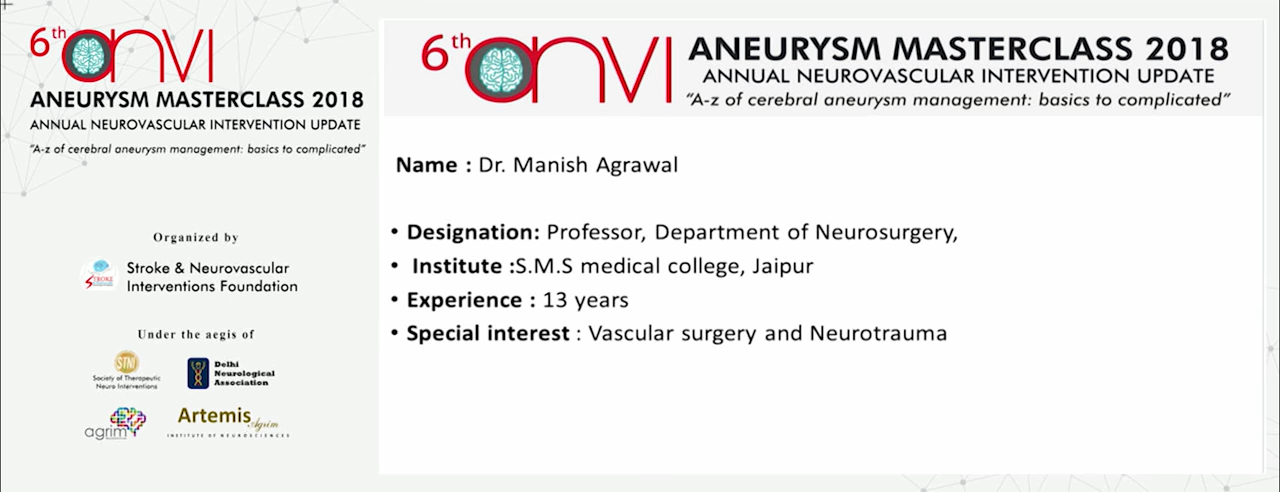 6th anvi
ANEURYSM MASTERCLASS 2018
ANNUAL NEUROVASCULAR INTERVENTION UPDATE
"A-z of cerebral aneurysm management: basics to complicated"
Organized by
STROKE
Stroke & Neurovascular
Interventions Foundation
Under the aegis of
STNI
Society of Therapeutic
Neuro Interventions
Delhi
Neurological
Association
agrim
Artemis Agrim
INSTITUTE OF NEUROSCIENCES
6th anvi
ANEURYSM MASTERCLASS 2018
ANNUAL NEUROVASCULAR INTERVENTION UPDATE
"A-z of cerebral aneurysm management: basics to complicated"
Name : Dr. Manish Agrawal
• Designation: Professor, Department of Neurosurgery,
• Institute :S.M.S medical college, Jaipur
• Experience : 13 years
• Special interest : Vascular surgery and Neurotrauma